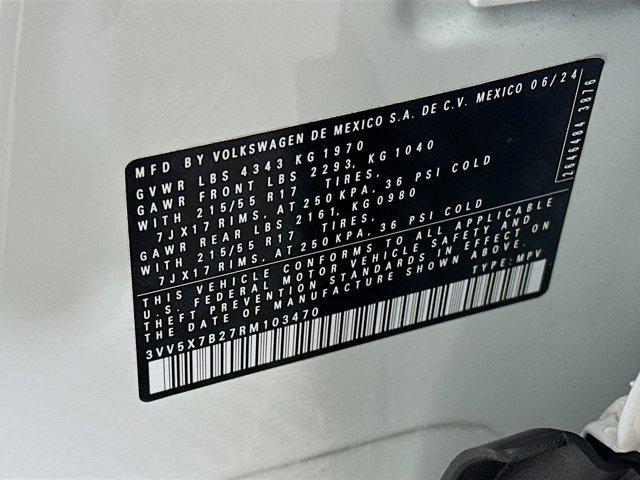 MFD BY VOLKSWAGEN DE MEXICO S.A. DE C.V. MEXICO 06/24
GVWR LBS 4343 KG 1970
GAWR FRONT LBS 2293, KG 1040
WITH 215/55 R17 TIRES,
7JX17 RIMS, AT 250 KPA, 36 PSI COLD
GAWR REAR LBS 2161, KG0980
WITH 215/55 R17 TIRES,
7JX17 RIMS, AT 250 KPA, 36 PSI COLD
THIS VEHICLE CONFORMS TO ALL APPLICABLE
U.S. FEDERAL MOTOR VEHICLE SAFETY AND
THEFT PREVENTION STANDARDS IN EFFECT ON
THE DATE OF MANUFACTURE SHOWN ABOVE.
3VV5X7B27RM103470 TYPE: MPV
2646484 3876